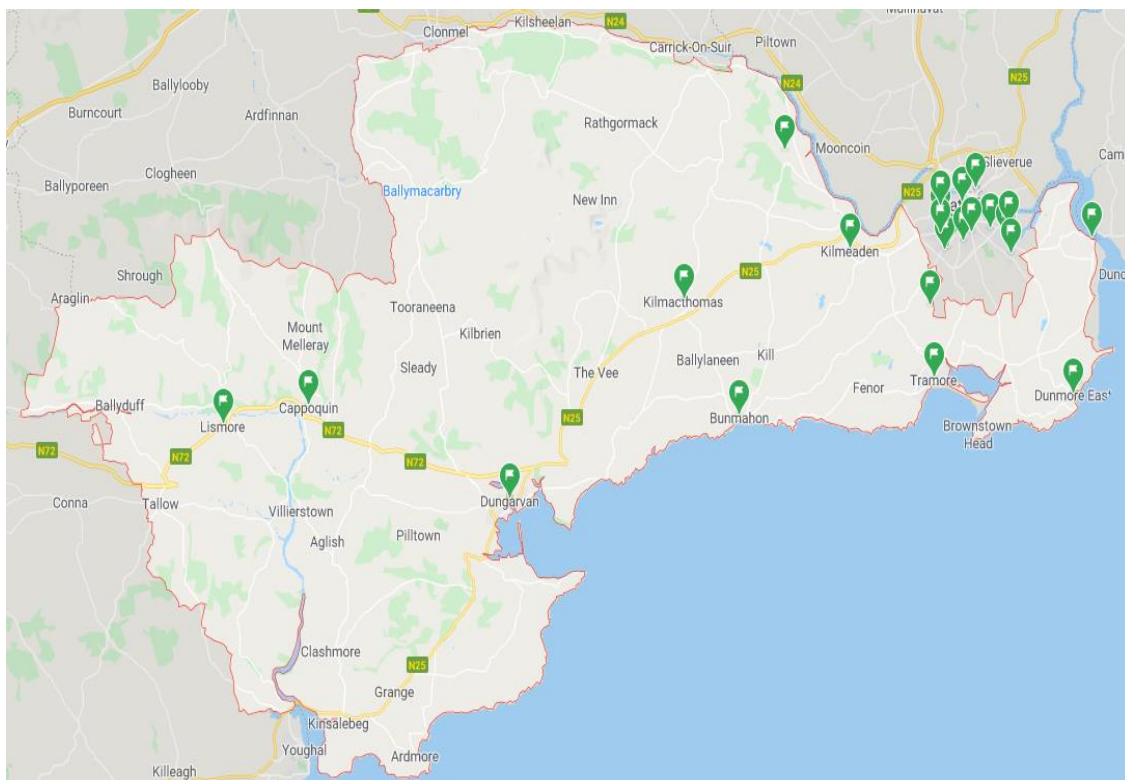 Mullinavat
N24
Kilsheelan
Clonmel
Carrick-On-Suir
Piltown
N25
Ballylooby
N24
Burncourt
Ardfinnan
Rathgormack
Mooncoin
Slieverue
Ballyporeen
Clogheen
Ballymacarbry
N25
New Inn
Kilmeaden
Shrough
N25
Araglin
Tooraneena
Kilmacthomas
Mount
Melleray
Kilbrien
Sleady
The Vee
Ballylaneen
Kill
Fenor
Tramore
Ballyduff
Cappoquin
Lismore
Bunmahon
Dunmore East
N25
Brownstown
Head
N72
N72
N72
N72
Dungarvan
Conna
Tallow
Villierstown
Aglish
Pilltown
Clashmore
N25
Grange
Kinsalebeg
Youghal
Ardmore
Killeagh